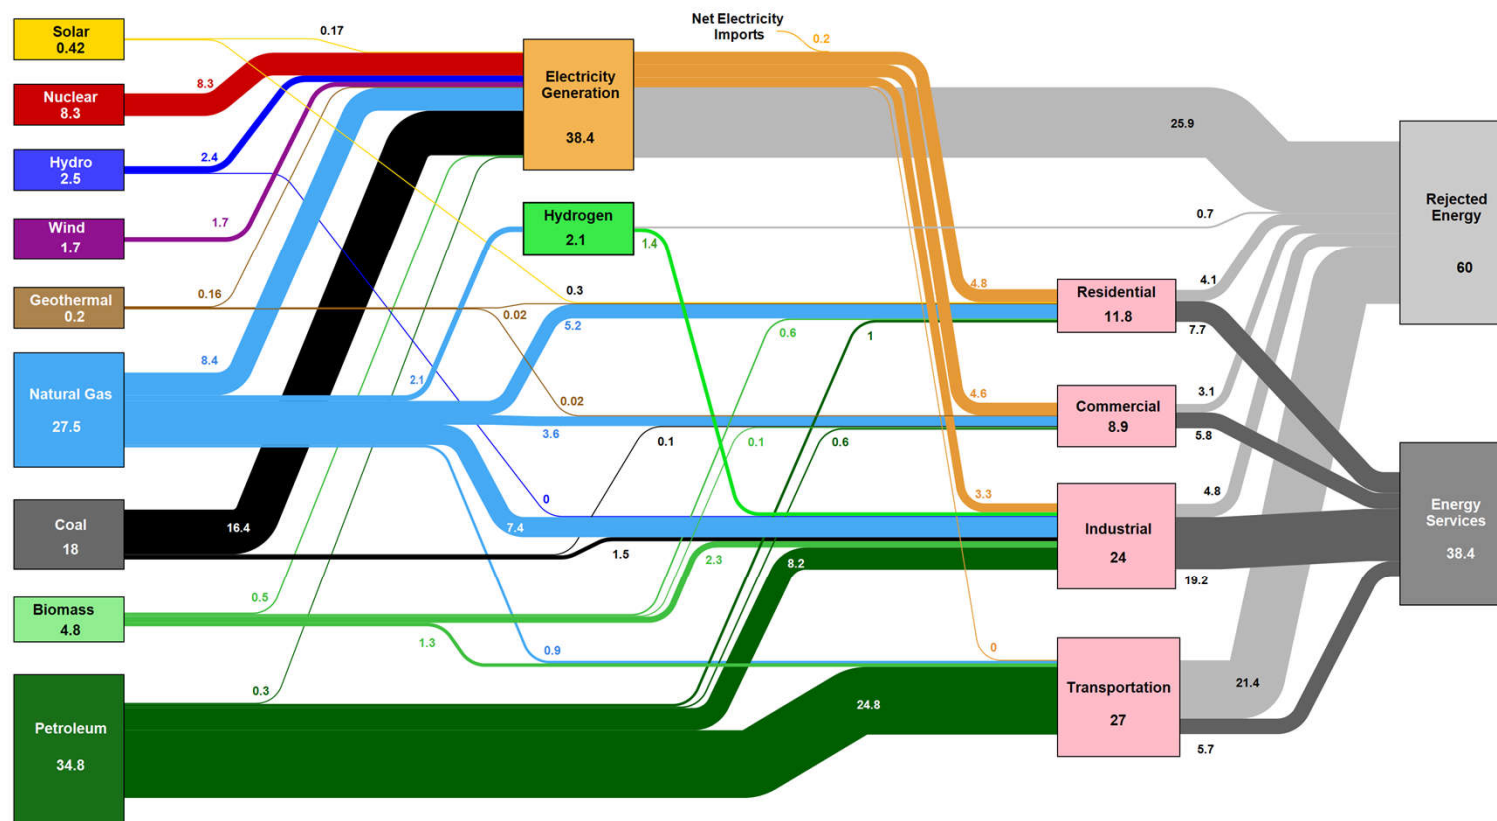 Solar
0.42
Nuclear
8.3
Hydro
2.5
Wind
1.7
Geothermal
0.2
Natural Gas
27.5
Coal
18
Biomass
4.8
Petroleum
34.8
0.17
8.3
2.4
1.7
0.16
8.4
16.4
0.5
0.3
Electricity
Generation
38.4
Hydrogen
2.1
2.1
1.4
Net Electricity
Imports
0.2
0.3
0.02
5.2
0.6
1
4.8
0.02
3.6
0.1
0.1
0.6
4.6
0
7.4
1.5
2.3
8.2
3.3
1.3
0.9
24.8
0
Residential
11.8
Commercial
8.9
Industrial
24
Transportation
27
25.9
0.7
4.1
7.7
3.1
5.8
4.8
19.2
21.4
5.7
Rejected
Energy
60
Energy
Services
38.4